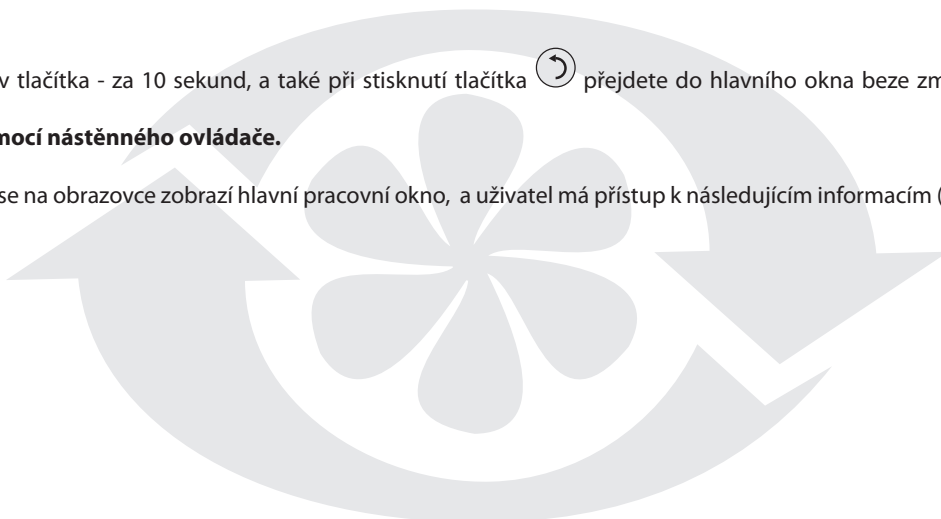 v tlačítka - za 10 sekund, a také při stisknutí tlačítka přejdete do hlavního okna beze zm
mocí nástěnného ovládače.
se na obrazovce zobrazí hlavní pracovní okno, a uživatel má přístup k následujícím informacím (